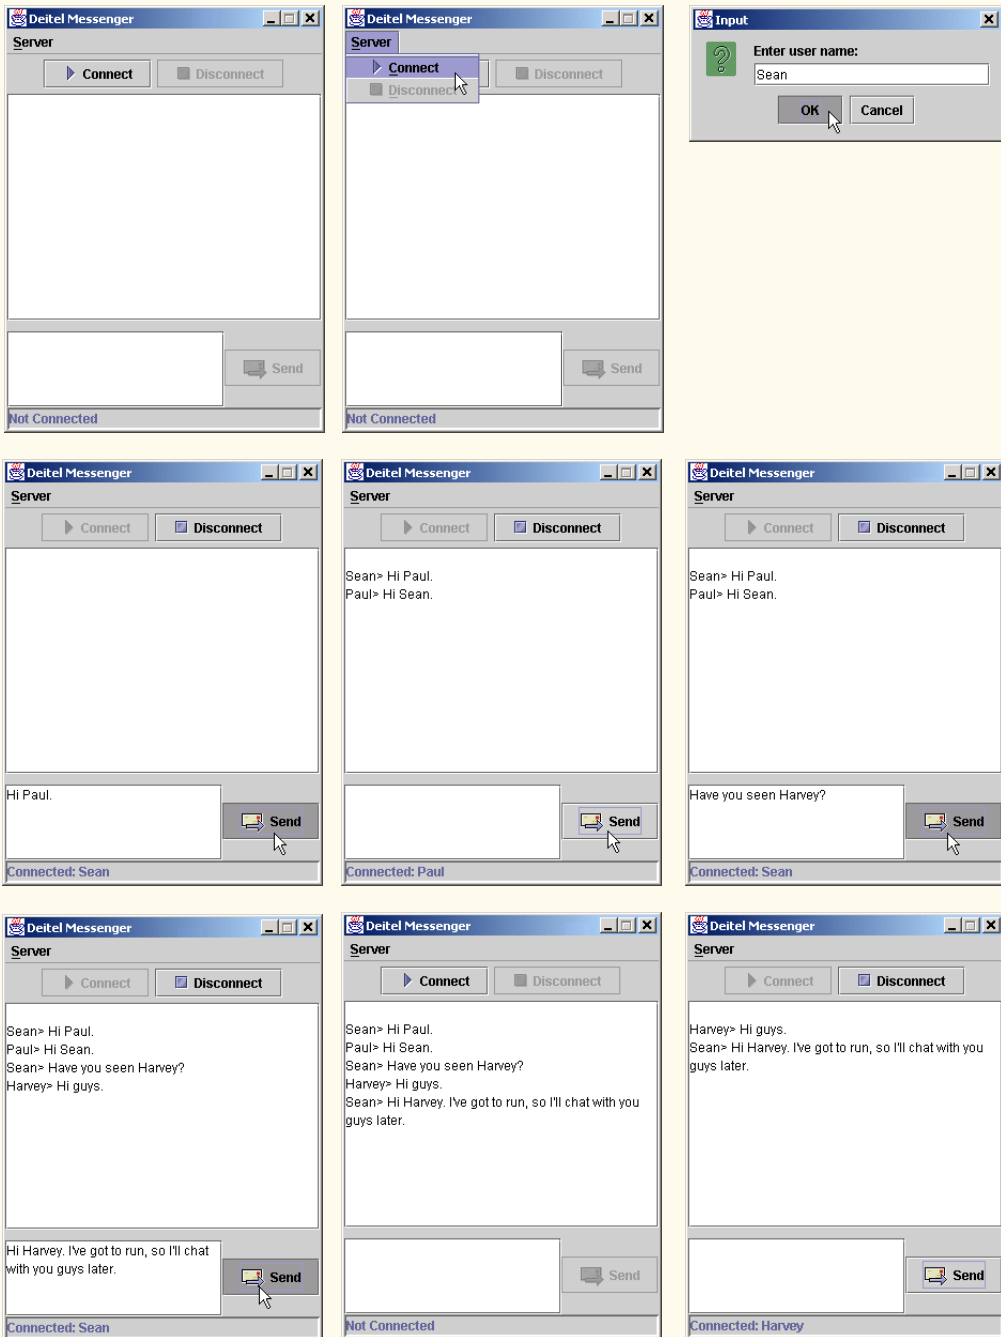 Deitel Messenger
Server
Connect
Disconnect
Send
Not Connected
Deitel Messenger
Server
Connect
Disconnect
Disconnect
Send
Not Connected
Input
Enter user name:
Sean
OK
Cancel
Deitel Messenger
Server
Connect
Disconnect
Hi Paul.
Send
Connected: Sean
Deitel Messenger
Server
Connect
Disconnect
Sean> Hi Paul.
Paul> Hi Sean.
Send
Connected: Paul
Deitel Messenger
Server
Connect
Disconnect
Sean> Hi Paul.
Paul> Hi Sean.
Have you seen Harvey?
Send
Connected: Sean
Deitel Messenger
Server
Connect
Disconnect
Sean> Hi Paul.
Paul> Hi Sean.
Sean> Have you seen Harvey?
Harvey> Hi guys.
Hi Harvey. I've got to run, so I'll chat
with you guys later.
Send
Connected: Sean
Deitel Messenger
Server
Connect
Disconnect
Sean> Hi Paul.
Paul> Hi Sean.
Sean> Have you seen Harvey?
Harvey> Hi guys.
Sean> Hi Harvey. I've got to run, so I'll chat with you
guys later.
Send
Not Connected
Deitel Messenger
Server
Connect
Disconnect
Harvey> Hi guys.
Sean> Hi Harvey. I've got to run, so I'll chat with you
guys later.
Send
Connected: Harvey